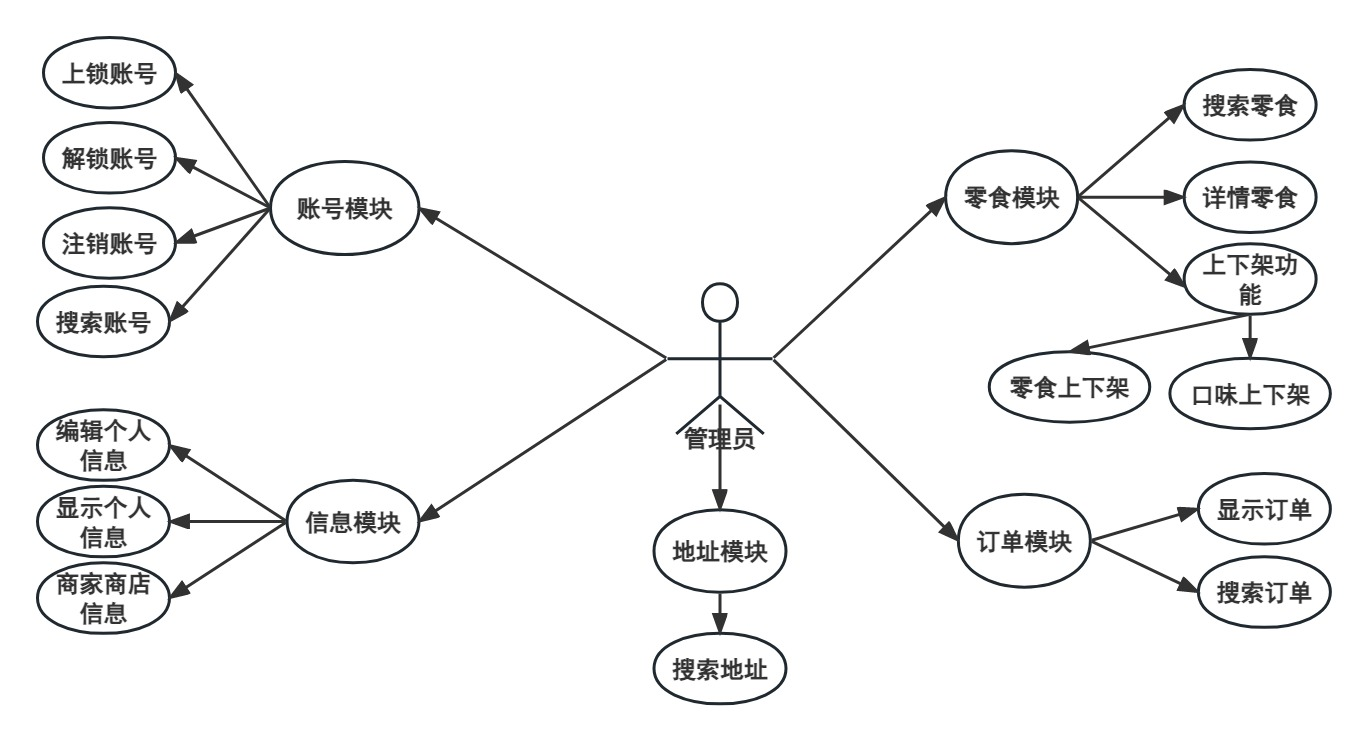 上锁账号
解锁账号
注销账号
搜索账号
账号模块
编辑个人
信息
显示个人
信息
商家商店
信息
信息模块
管理员
地址模块
搜索地址
零食模块
搜索零食
详情零食
上下架功
能
零食上下架
口味上下架
订单模块
显示订单
搜索订单